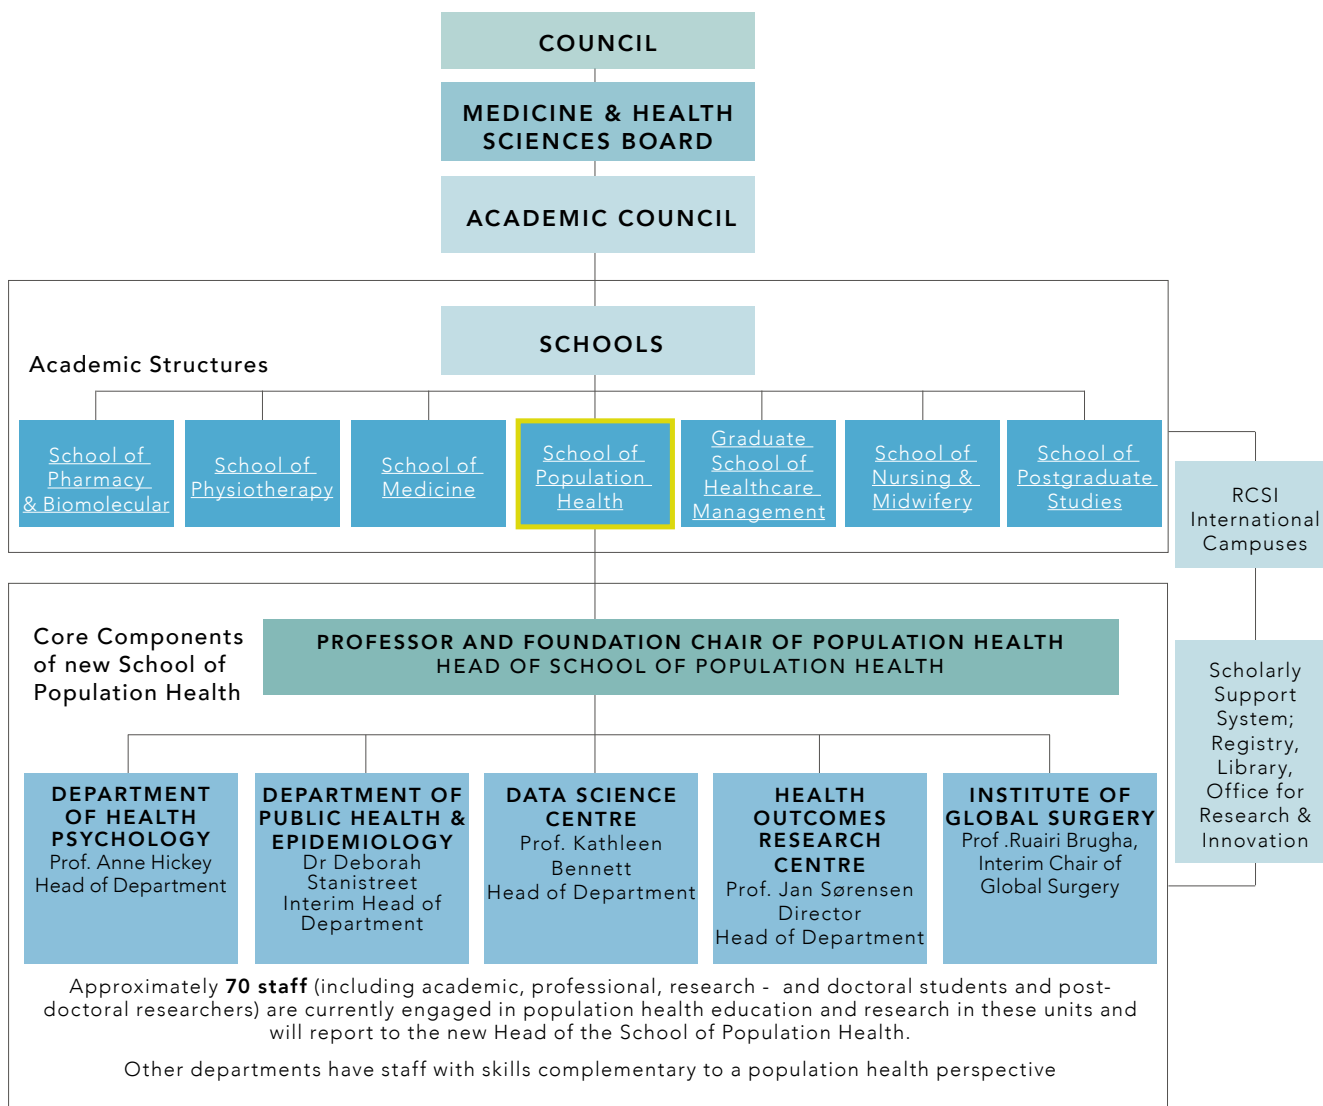 COUNCIL
MEDICINE & HEALTH
SCIENCES BOARD
ACADEMIC COUNCIL
SCHOOLS
Academic Structures
School of
Pharmacy
& Biomolecular
School of
Physiotherapy
School of
Medicine
School of
Population
Health
Graduate
School of
Healthcare
Management
School of
Nursing &
Midwifery
School of
Postgraduate
Studies
RCSI
International
Campuses
Core Components
of new School of
Population Health
PROFESSOR AND FOUNDATION CHAIR OF POPULATION HEALTH
HEAD OF SCHOOL OF POPULATION HEALTH
Scholarly
Support
System;
Registry,
Library,
Office for
Research &
Innovation
DEPARTMENT
OF HEALTH
PSYCHOLOGY
Prof. Anne Hickey
Head of Department
DEPARTMENT OF
PUBLIC HEALTH &
EPIDEMIOLOGY
Dr Deborah
Stanistreet
Interim Head of
Department
DATA SCIENCE
CENTRE
Prof. Kathleen
Bennett
Head of Department
HEALTH
OUTCOMES
RESEARCH
CENTRE
Prof. Jan Sørensen
Director
Head of Department
INSTITUTE OF
GLOBAL SURGERY
Prof .Ruairi Brugha,
Interim Chair of
Global Surgery
Approximately 70 staff (including academic, professional, research - and doctoral students and post-
doctoral researchers) are currently engaged in population health education and research in these units and
will report to the new Head of the School of Population Health.
Other departments have staff with skills complementary to a population health perspective